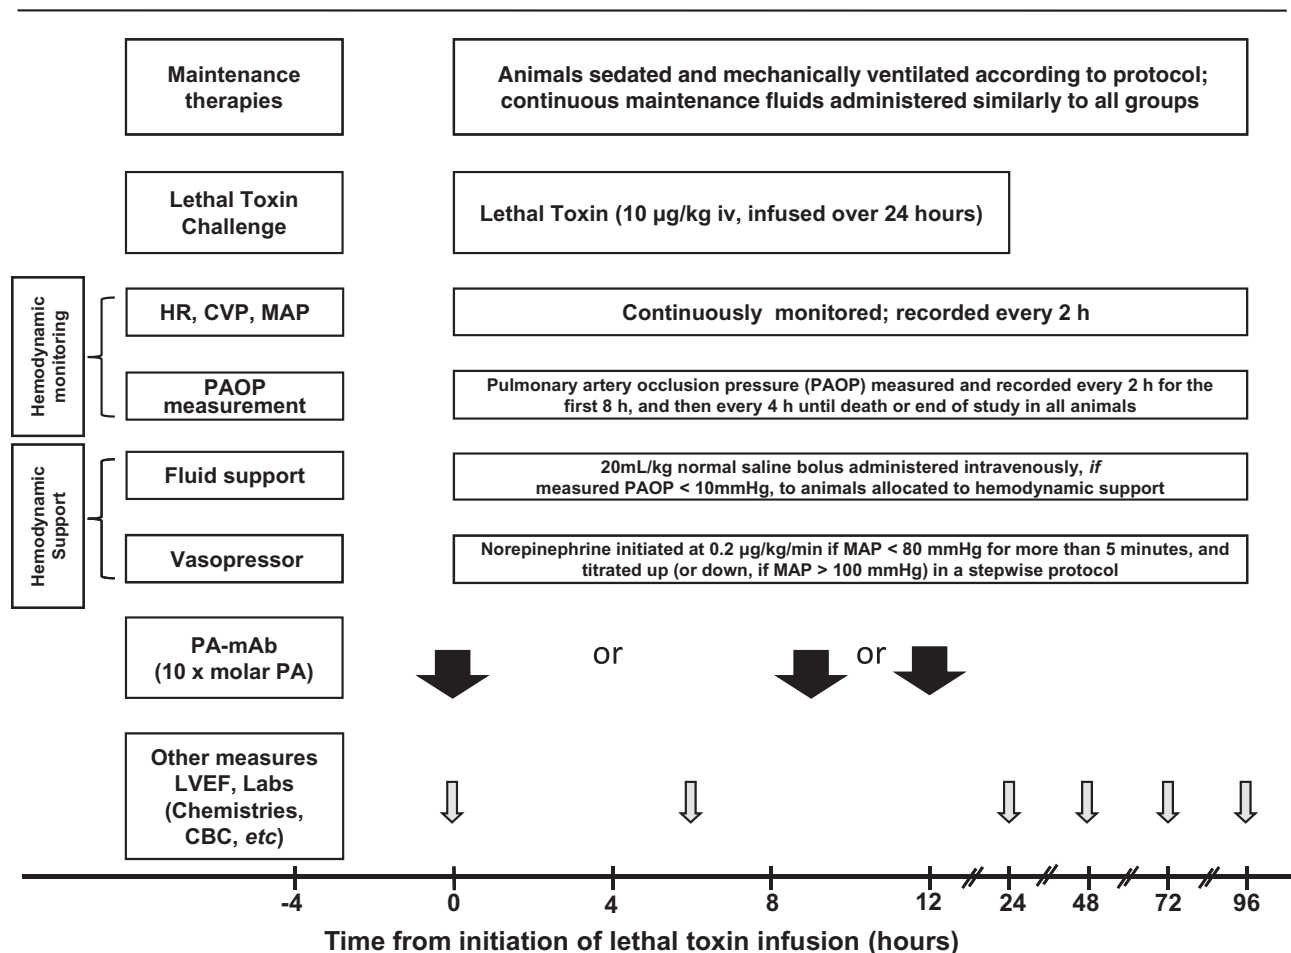 Maintenance
therapies
Animals sedated and mechanically ventilated according to protocol;
continuous maintenance fluids administered similarly to all groups
Lethal Toxin
Challenge
Lethal Toxin (10 µg/kg iv, infused over 24 hours)
Hemodynamic
monitoring
HR, CVP, MAP
Continuously monitored; recorded every 2 h
PAOP
measurement
Pulmonary artery occlusion pressure (PAOP) measured and recorded every 2 h for the
first 8 h, and then every 4 h until death or end of study in all animals
Hemodynamic
Support
Fluid support
20mL/kg normal saline bolus administered intravenously, if
measured PAOP < 10mmHg, to animals allocated to hemodynamic support
Vasopressor
Norepinephrine initiated at 0.2 µg/kg/min if MAP < 80 mmHg for more than 5 minutes, and
titrated up (or down, if MAP > 100 mmHg) in a stepwise protocol
PA-mAb
(10 x molar PA)
or or
Other measures
LVEF, Labs
(Chemistries,
CBC, etc)
-4 0 4 8 12 24 48 72 96
Time from initiation of lethal toxin infusion (hours)